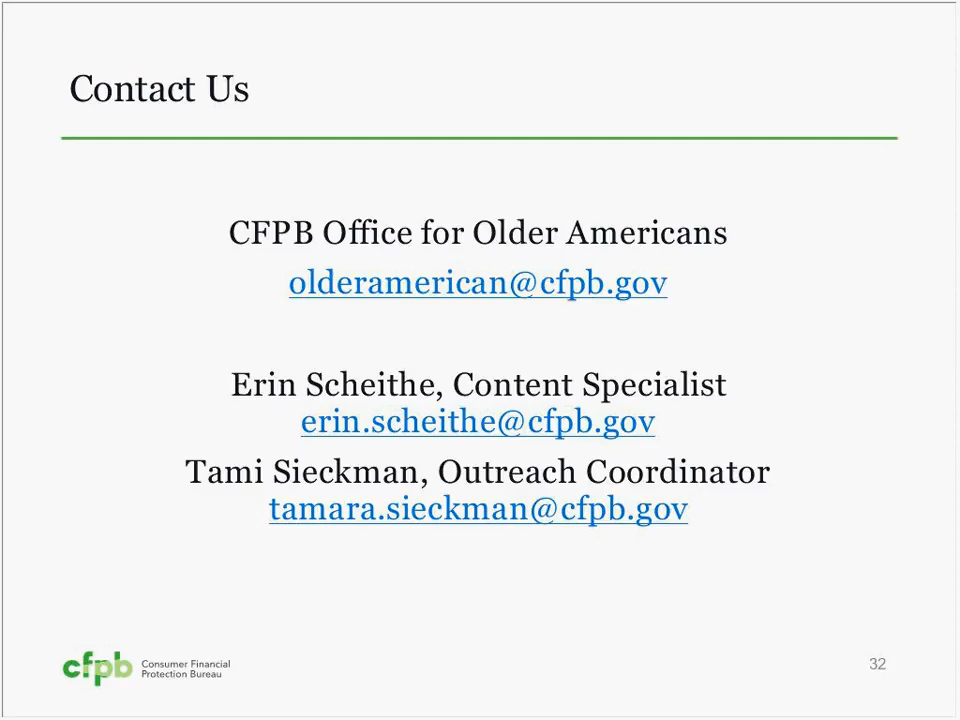 Contact Us
CFPB Office for Older Americans
olderamerican@cfpb.gov
Erin Scheithe, Content Specialist
erin.scheithe@cfpb.gov
Tami Sieckman, Outreach Coordinator
tamara.sieckman@cfpb.gov
cfpb
Consumer Financial
Protection Bureau
32